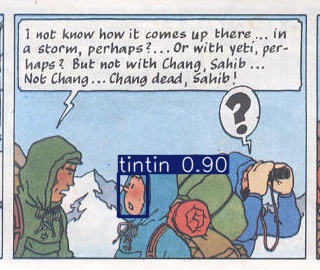 I not know how it comes up there... in
a storm, perhaps?... Or with yeti, per-
haps? But not with Chang, Sahib...
Not Chang... Chang dead, Sahib!
?
tintin 0.90